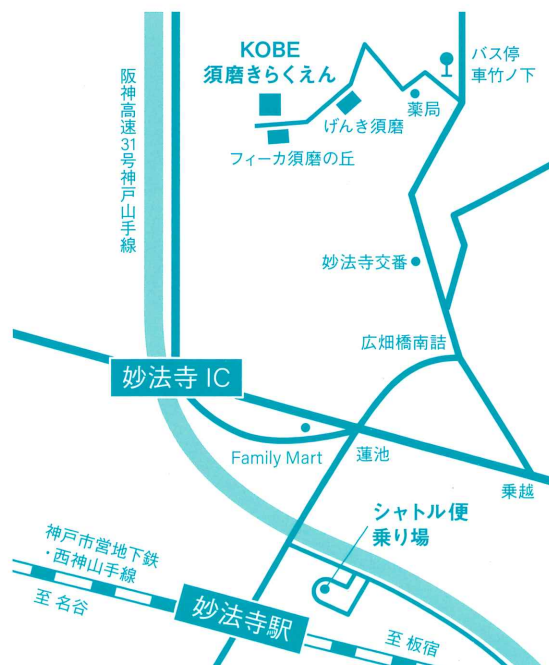 KOBE
須磨きらくえん
バス停
車竹ノ下
薬局
げんき須磨
フィーカ須磨の丘
阪神高速31号神戸山手線
妙法寺交番
広畑橋南詰
妙法寺 IC
Family Mart
蓮池
乗越
シャトル便
乗り場
神戸市営地下鉄
・西神山手線
至 名谷
妙法寺駅
至 板宿